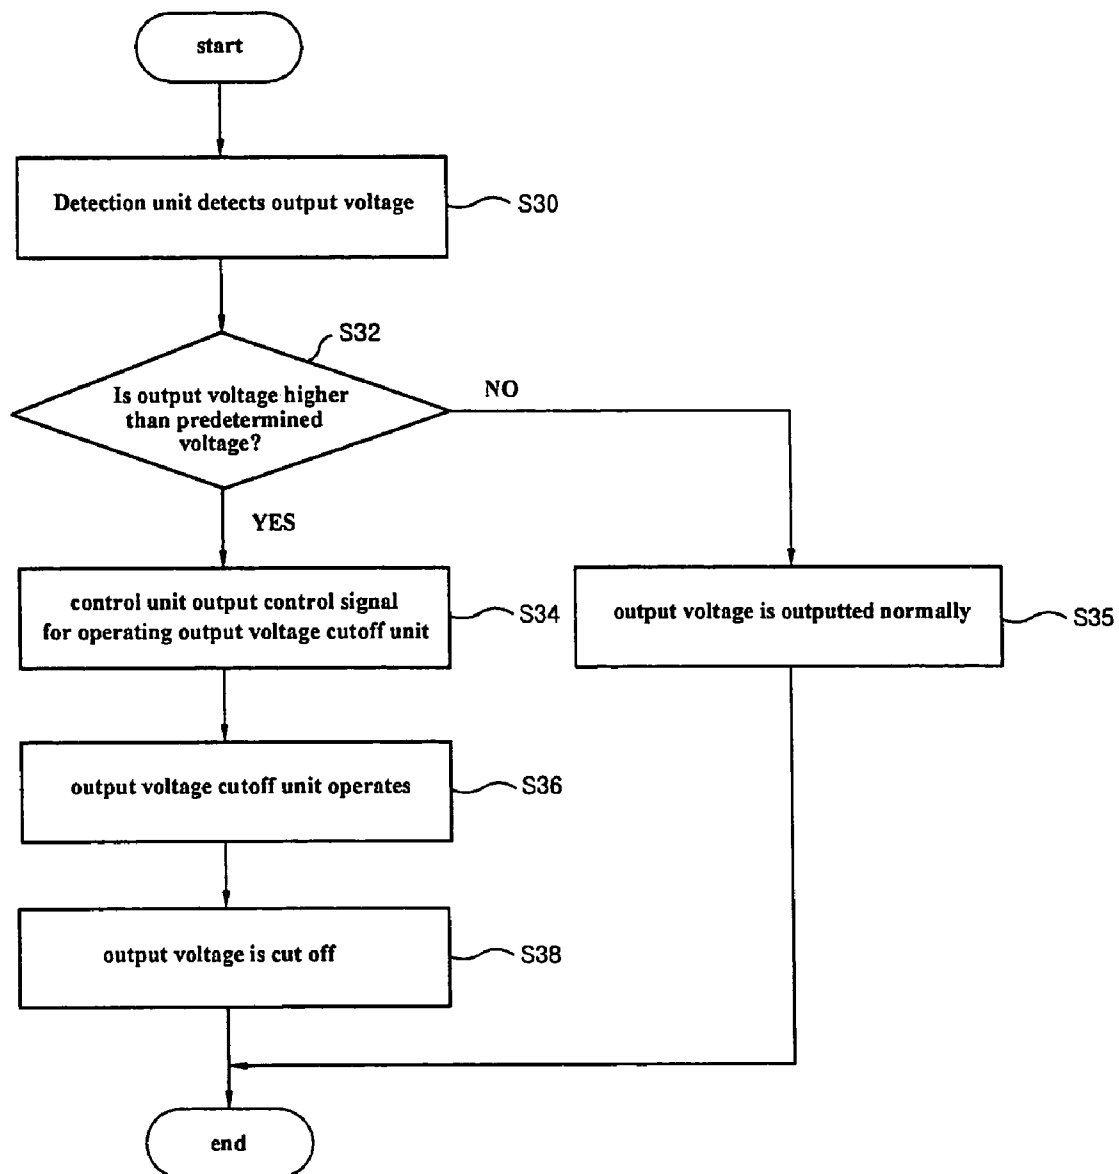 start
Detection unit detects output voltage
S30
S32
Is output voltage higher
than predetermined
voltage?
NO
YES
control unit output control signal
for operating output voltage cutoff unit
S34
output voltage is outputted normally
S35
output voltage cutoff unit operates
S36
output voltage is cut off
S38
end